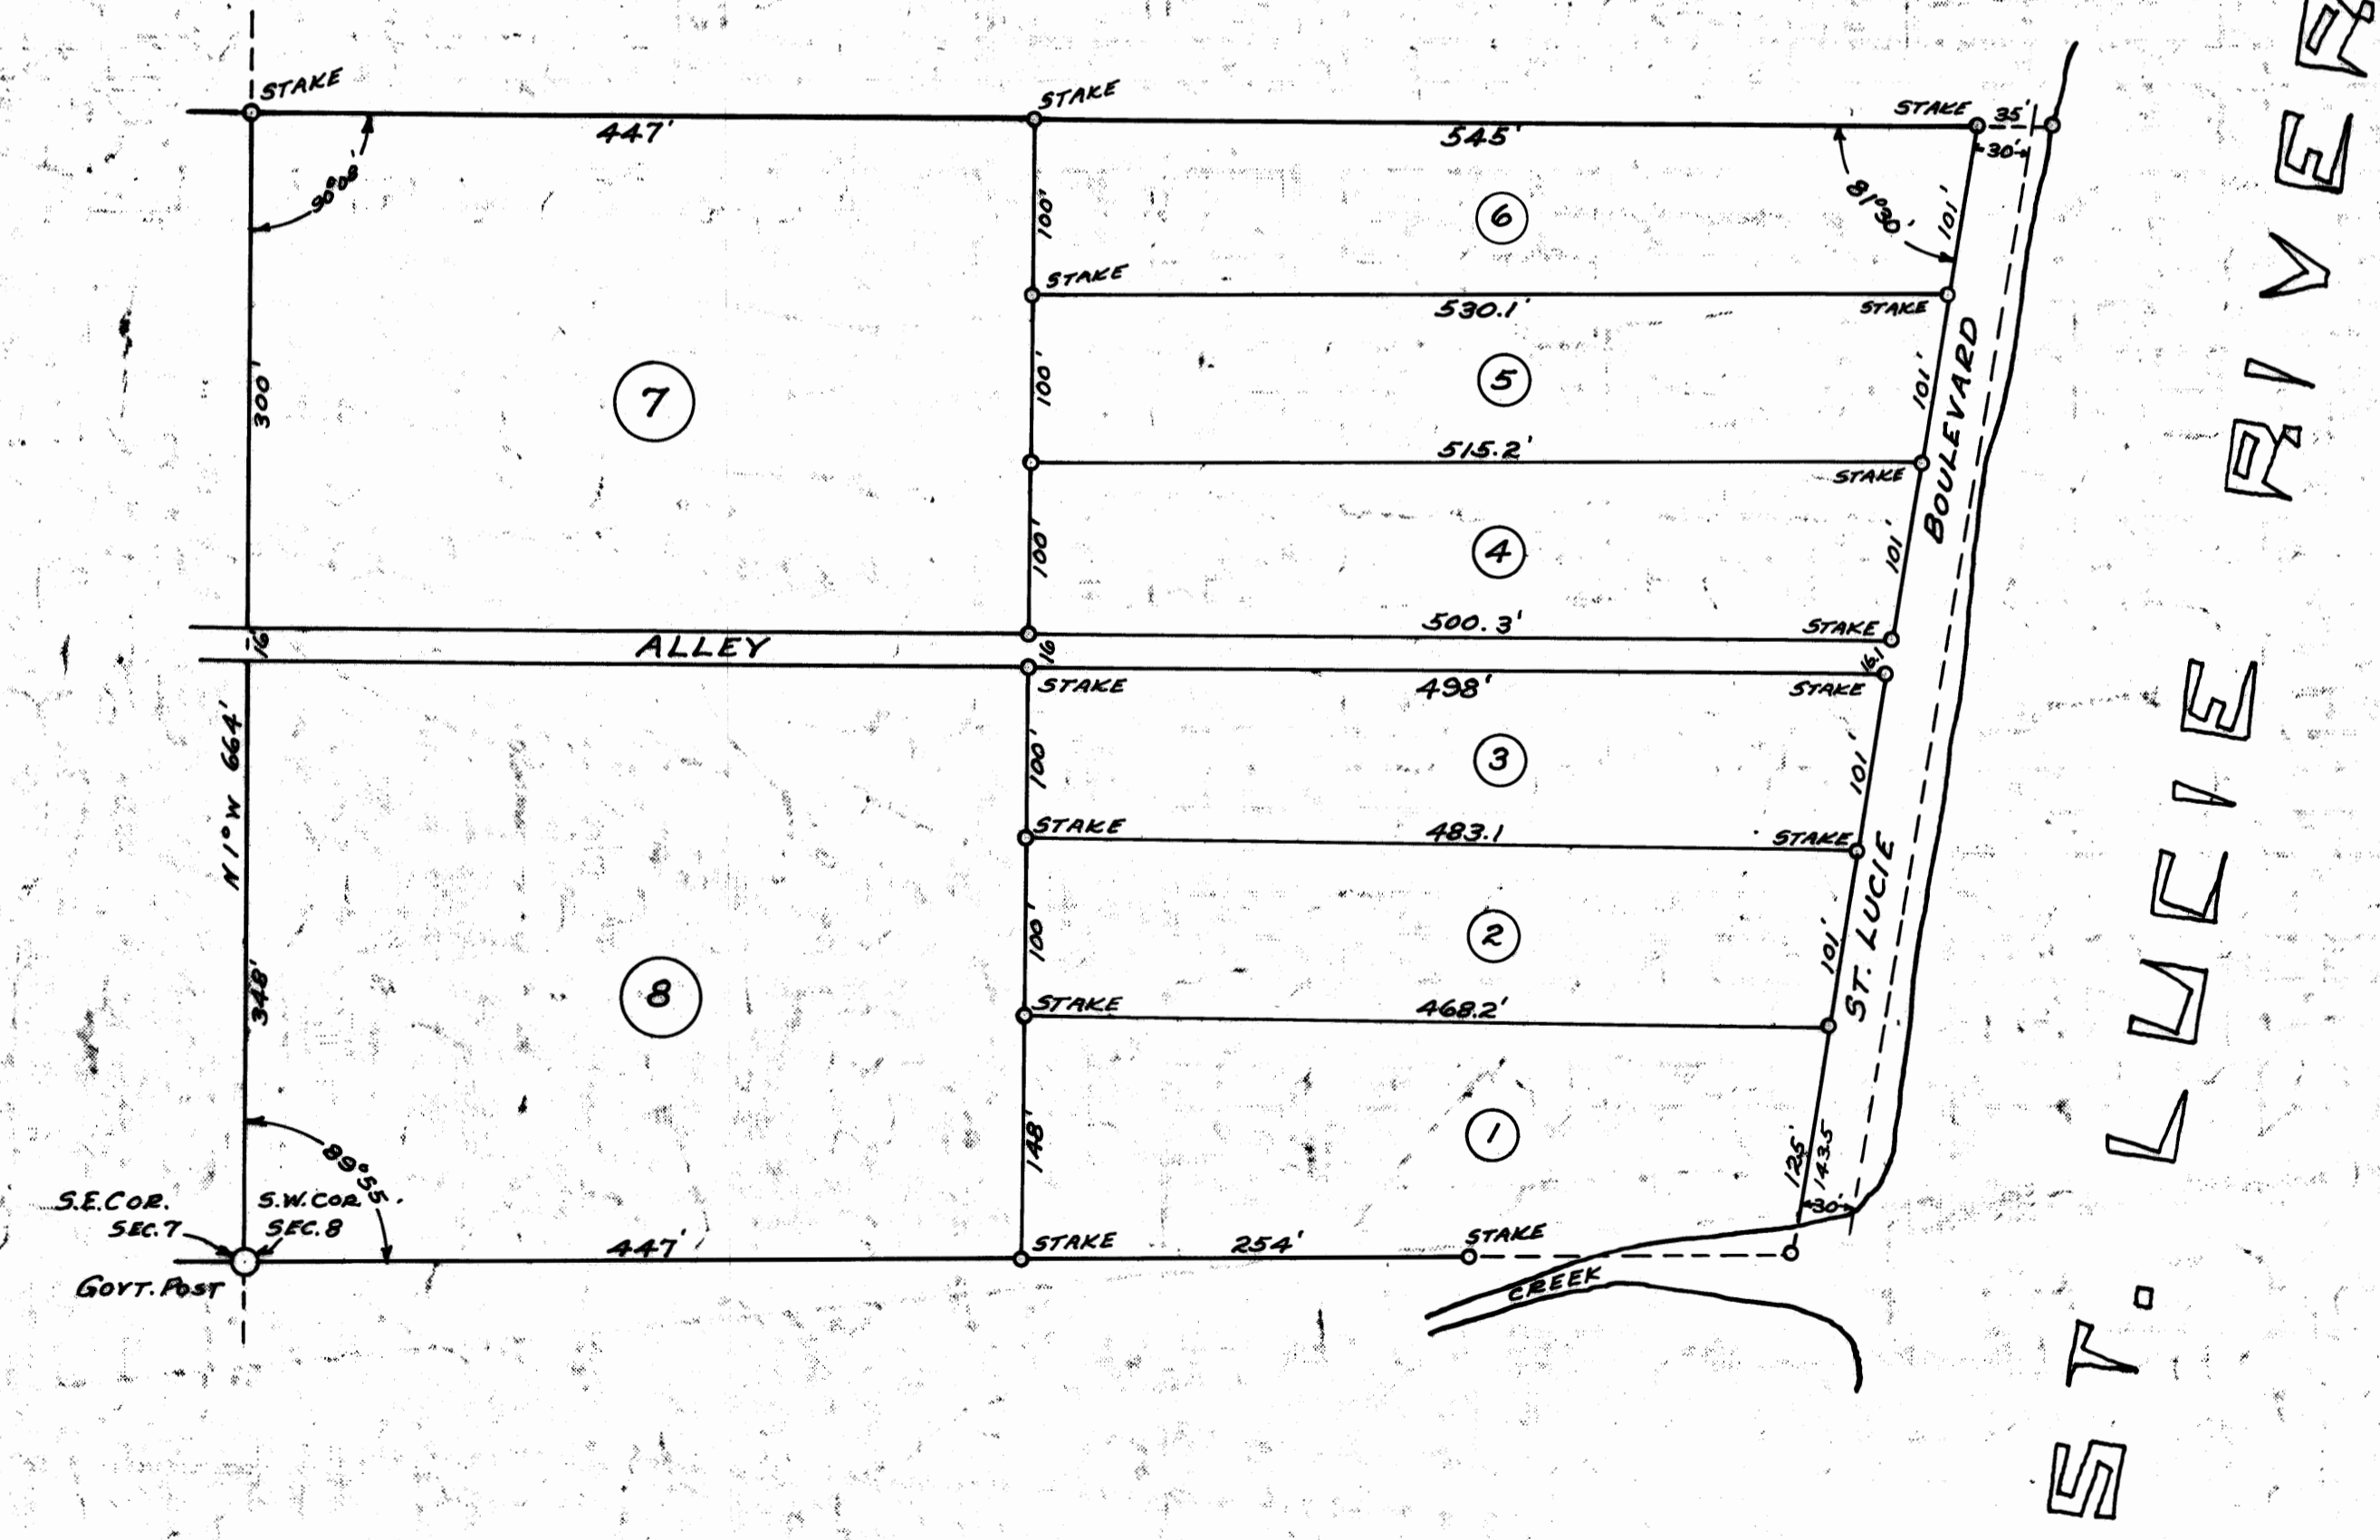 STAKE
STAKE
STAKE
35'
447'
545'
30'
90°08'
100'
6
81°30'
101'
STAKE
530.1'
STAKE
300'
7
100'
5
101'
BOULEVARD
515.2'
STAKE
100'
4
101'
500.3'
STAKE
16'
ALLEY
16
16.1
STAKE
498'
STAKE
N 1° W 664'
100'
3
101'
STAKE
483.1
STAKE
348'
8
100'
2
101'
ST. LUCIE
STAKE
468.2'
89°55
148'
1
125'
143.5
30'
S.E. COR.
SEC. 7
S.W. COR.
SEC. 8
GOVT. POST
447'
STAKE
254'
STAKE
CREEK
ST. LUCIE RIVER